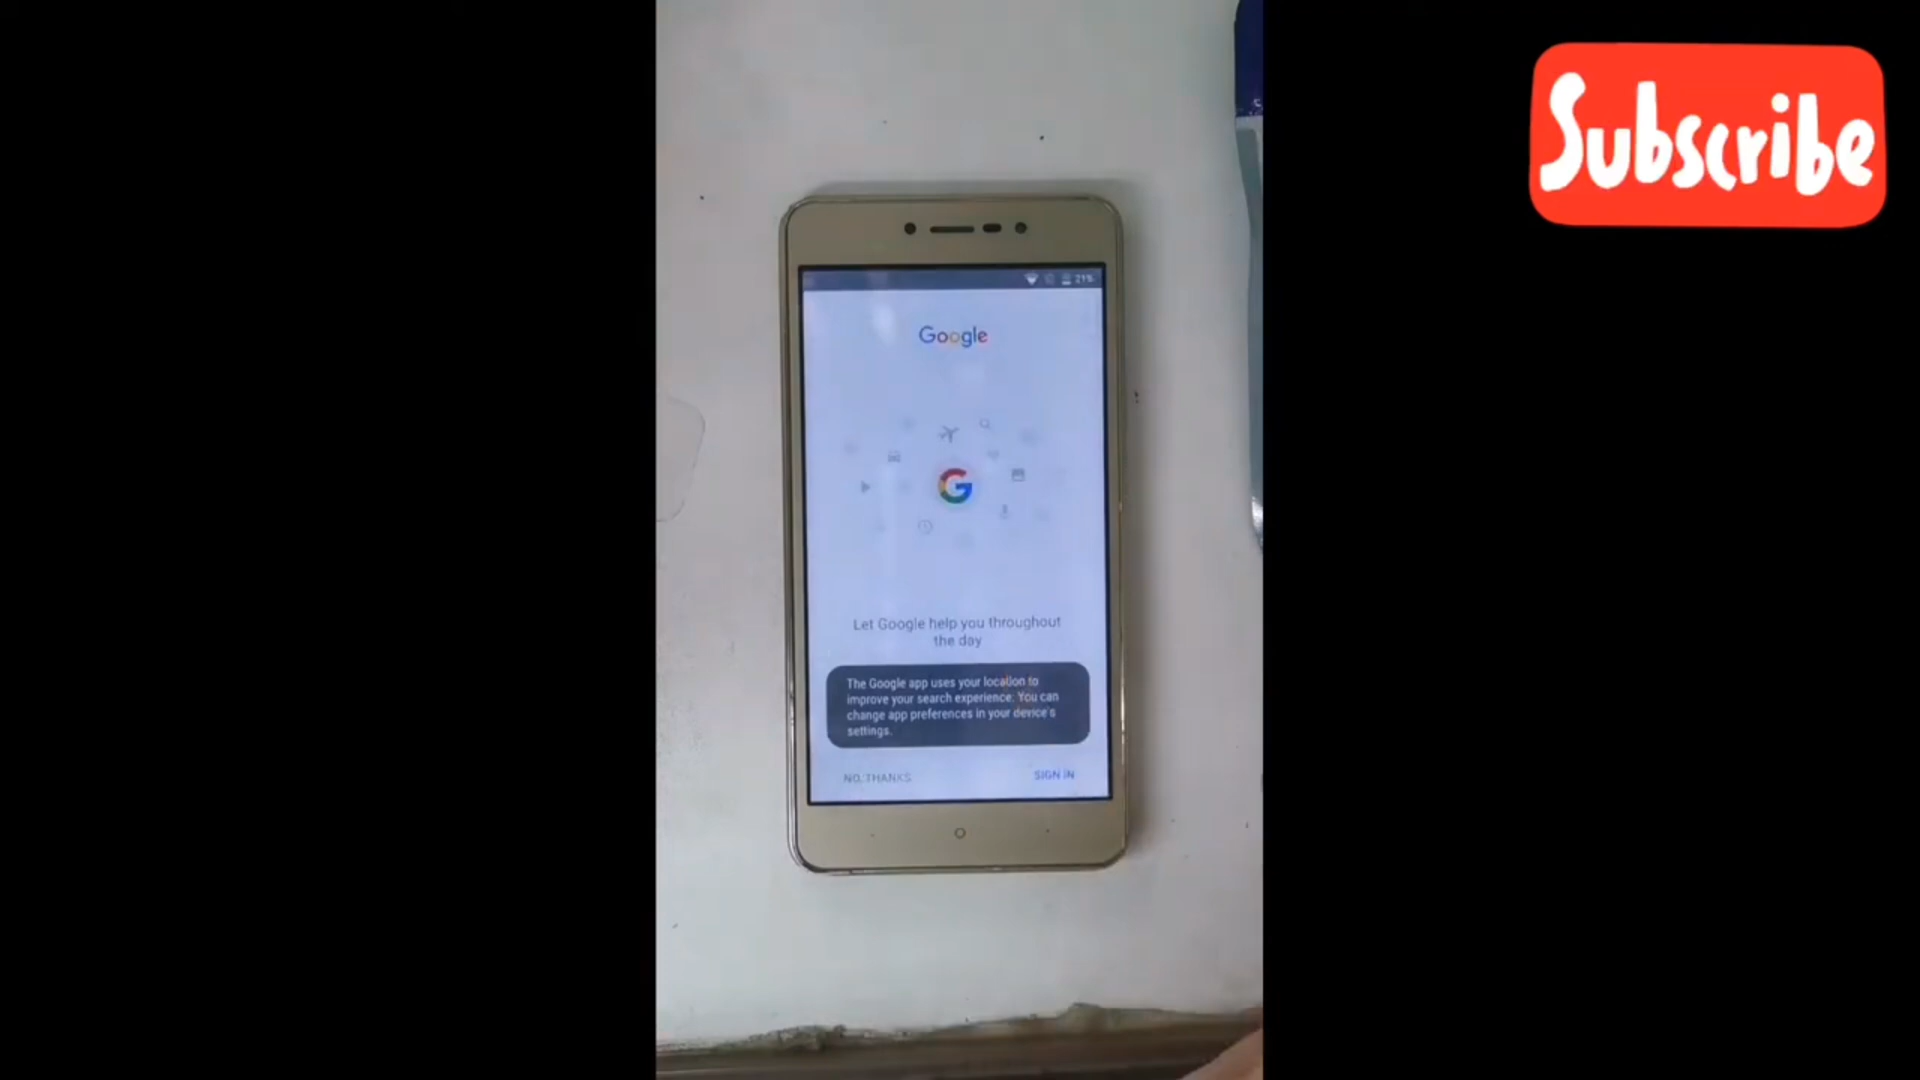 Subscribe
21%
Google
G
Let Google help you throughout
the day
The Google app uses your location to
improve your search experience. You can
change app preferences in your device's
settings.
NO, THANKS
SIGN IN